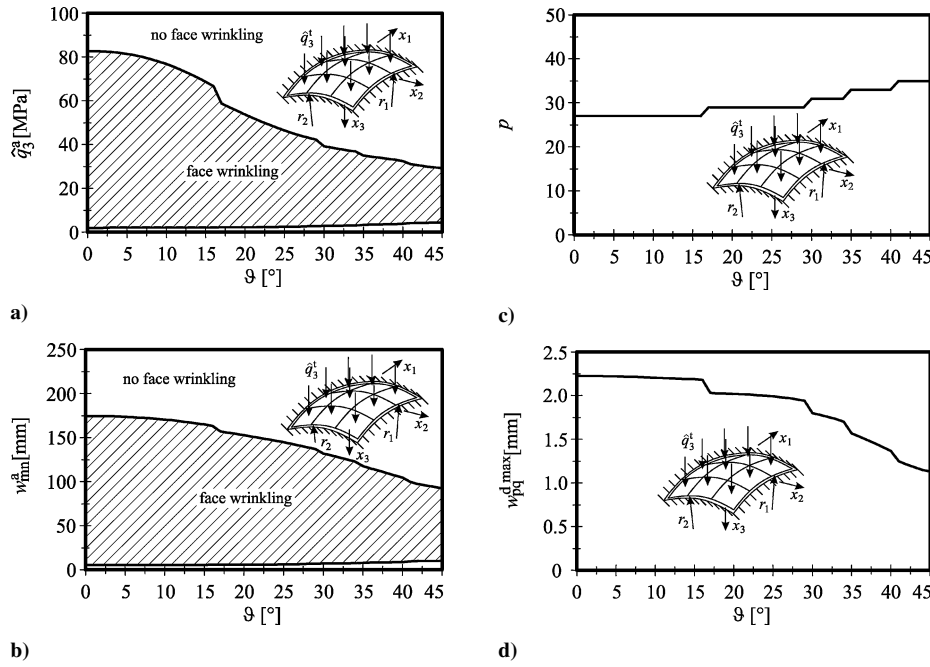 100
80
60
40
20
0
q̂₃ᵃ [MPa]
no face wrinkling
q̂₃ᵗ
x₁
x₂
r₁
r₂
x₃
face wrinkling
0 5 10 15 20 25 30 35 40 45
ϑ [°]
a)
50
40
30
20
10
0
p
q̂₃ᵗ
x₁
x₂
r₁
r₂
x₃
0 5 10 15 20 25 30 35 40 45
ϑ [°]
c)
250
200
150
100
50
0
wᵃₘₙ [mm]
no face wrinkling
q̂₃ᵗ
x₁
x₂
r₁
r₂
x₃
face wrinkling
0 5 10 15 20 25 30 35 40 45
ϑ [°]
b)
2.5
2.0
1.5
1.0
0.5
0
w_pq^d max [mm]
q̂₃ᵗ
x₁
x₂
r₁
r₂
x₃
0 5 10 15 20 25 30 35 40 45
ϑ [°]
d)